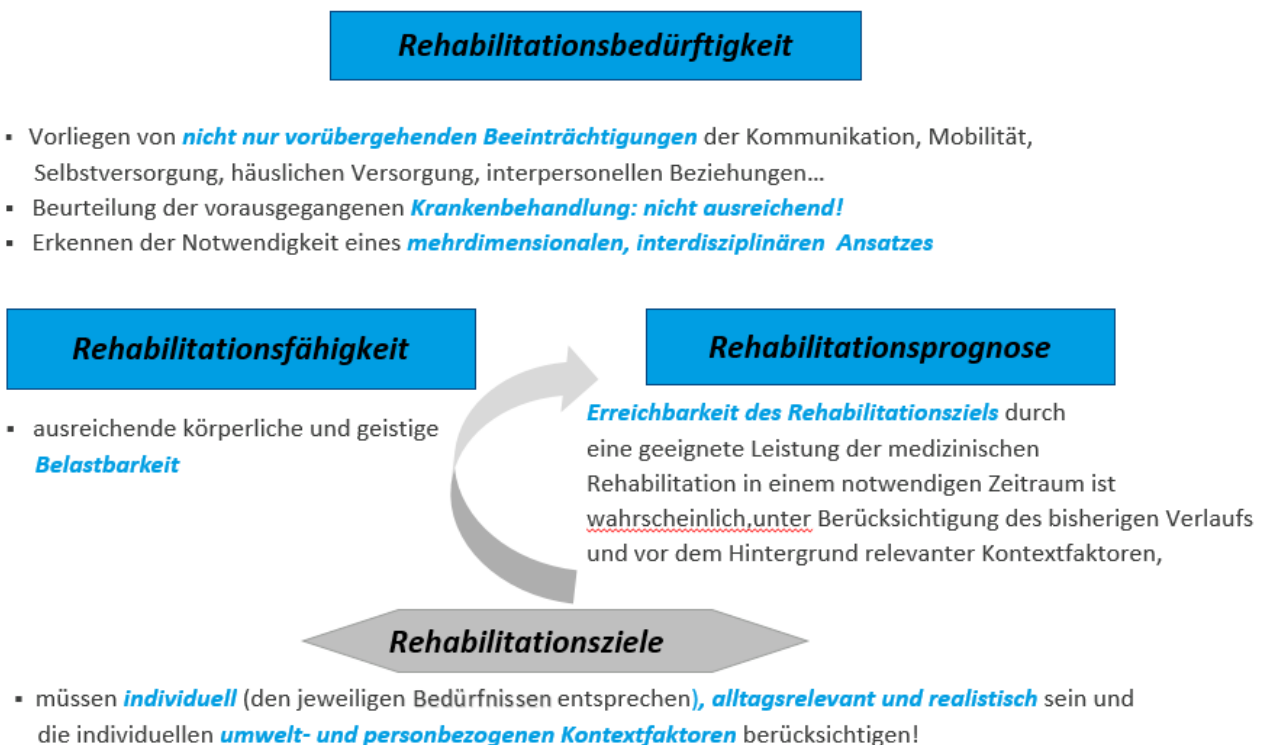 Rehabilitationsbedürftigkeit
▪ Vorliegen von nicht nur vorübergehenden Beeinträchtigungen der Kommunikation, Mobilität,
Selbstversorgung, häuslichen Versorgung, interpersonellen Beziehungen…
▪ Beurteilung der vorausgegangenen Krankenbehandlung: nicht ausreichend!
▪ Erkennen der Notwendigkeit eines mehrdimensionalen, interdisziplinären Ansatzes
Rehabilitationsfähigkeit
▪ ausreichende körperliche und geistige
Belastbarkeit
Rehabilitationsprognose
Erreichbarkeit des Rehabilitationsziels durch
eine geeignete Leistung der medizinischen
Rehabilitation in einem notwendigen Zeitraum ist
wahrscheinlich,unter Berücksichtigung des bisherigen Verlaufs
und vor dem Hintergrund relevanter Kontextfaktoren,
Rehabilitationsziele
▪ müssen individuell (den jeweiligen Bedürfnissen entsprechen), alltagsrelevant und realistisch sein und
die individuellen umwelt- und personbezogenen Kontextfaktoren berücksichtigen!